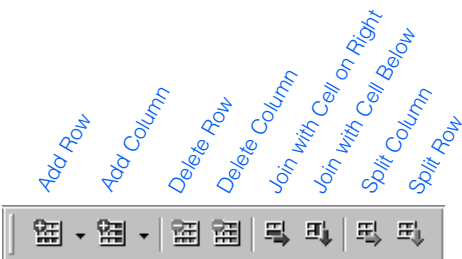 Add Row
Add Column
Delete Row
Delete Column
Join with Cell on Right
Join with Cell Below
Split Column
Split Row